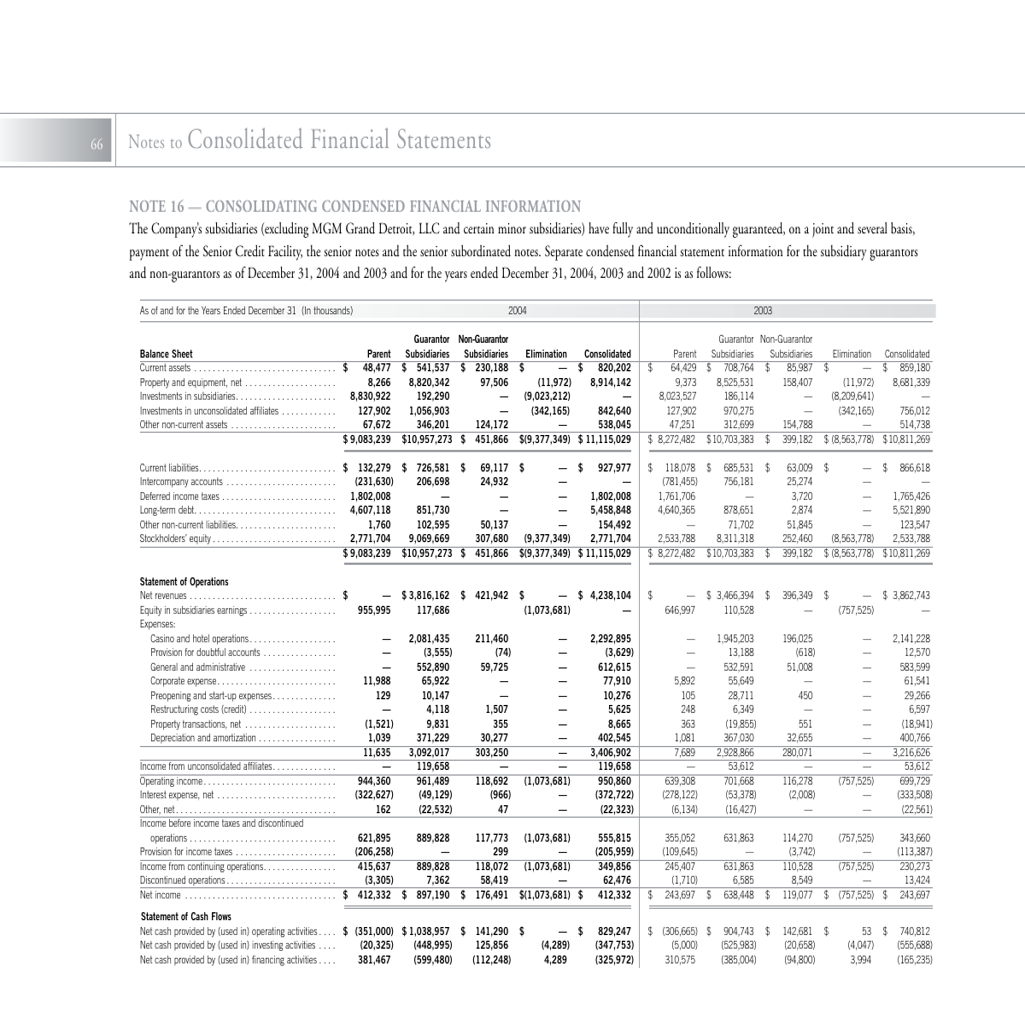 66
Notes to Consolidated Financial Statements
NOTE 16 — CONSOLIDATING CONDENSED FINANCIAL INFORMATION
The Company's subsidiaries (excluding MGM Grand Detroit, LLC and certain minor subsidiaries) have fully and unconditionally guaranteed, on a joint and several basis,
payment of the Senior Credit Facility, the senior notes and the senior subordinated notes. Separate condensed financial statement information for the subsidiary guarantors
and non-guarantors as of December 31, 2004 and 2003 and for the years ended December 31, 2004, 2003 and 2002 is as follows:
As of and for the Years Ended December 31 (In thousands) 2004 2003
Guarantor Non-Guarantor Guarantor Non-Guarantor
Balance Sheet Parent Subsidiaries Subsidiaries Elimination Consolidated Parent Subsidiaries Subsidiaries Elimination Consolidated
Current assets $ 48,477 $ 541,537 $ 230,188 $ — $ 820,202 $ 64,429 $ 708,764 $ 85,987 $ — $ 859,180
Property and equipment, net 8,266 8,820,342 97,506 (11,972) 8,914,142 9,373 8,525,531 158,407 (11,972) 8,681,339
Investments in subsidiaries 8,830,922 192,290 — (9,023,212) — 8,023,527 186,114 — (8,209,641) —
Investments in unconsolidated affiliates 127,902 1,056,903 — (342,165) 842,640 127,902 970,275 — (342,165) 756,012
Other non-current assets 67,672 346,201 124,172 — 538,045 47,251 312,699 154,788 — 514,738
$ 9,083,239 $10,957,273 $ 451,866 $(9,377,349) $ 11,115,029 $ 8,272,482 $10,703,383 $ 399,182 $ (8,563,778) $10,811,269
Current liabilities $ 132,279 $ 726,581 $ 69,117 $ — $ 927,977 $ 118,078 $ 685,531 $ 63,009 $ — $ 866,618
Intercompany accounts (231,630) 206,698 24,932 — — (781,455) 756,181 25,274 — —
Deferred income taxes 1,802,008 — — — 1,802,008 1,761,706 — 3,720 — 1,765,426
Long-term debt 4,607,118 851,730 — — 5,458,848 4,640,365 878,651 2,874 — 5,521,890
Other non-current liabilities 1,760 102,595 50,137 — 154,492 — 71,702 51,845 — 123,547
Stockholders' equity 2,771,704 9,069,669 307,680 (9,377,349) 2,771,704 2,533,788 8,311,318 252,460 (8,563,778) 2,533,788
$ 9,083,239 $10,957,273 $ 451,866 $(9,377,349) $ 11,115,029 $ 8,272,482 $10,703,383 $ 399,182 $ (8,563,778) $10,811,269
Statement of Operations
Net revenues $ — $ 3,816,162 $ 421,942 $ — $ 4,238,104 $ — $ 3,466,394 $ 396,349 $ — $ 3,862,743
Equity in subsidiaries earnings 955,995 117,686 (1,073,681) — 646,997 110,528 (757,525) —
Expenses:
Casino and hotel operations — 2,081,435 211,460 — 2,292,895 — 1,945,203 196,025 — 2,141,228
Provision for doubtful accounts — (3,555) (74) — (3,629) — 13,188 (618) — 12,570
General and administrative — 552,890 59,725 — 612,615 — 532,591 51,008 — 583,599
Corporate expense 11,988 65,922 — — 77,910 5,892 55,649 — — 61,541
Preopening and start-up expenses 129 10,147 — — 10,276 105 28,711 450 — 29,266
Restructuring costs (credit) — 4,118 1,507 — 5,625 248 6,349 — — 6,597
Property transactions, net (1,521) 9,831 355 — 8,665 363 (19,855) 551 — (18,941)
Depreciation and amortization 1,039 371,229 30,277 — 402,545 1,081 367,030 32,655 — 400,766
11,635 3,092,017 303,250 — 3,406,902 7,689 2,928,866 280,071 — 3,216,626
Income from unconsolidated affiliates — 119,658 — — 119,658 — 53,612 — — 53,612
Operating income 944,360 961,489 118,692 (1,073,681) 950,860 639,308 701,668 116,278 (757,525) 699,729
Interest expense, net (322,627) (49,129) (966) — (372,722) (278,122) (53,378) (2,008) — (333,508)
Other, net 162 (22,532) 47 — (22,323) (6,134) (16,427) — — (22,561)
Income before income taxes and discontinued
operations 621,895 889,828 117,773 (1,073,681) 555,815 355,052 631,863 114,270 (757,525) 343,660
Provision for income taxes (206,258) — 299 — (205,959) (109,645) — (3,742) — (113,387)
Income from continuing operations 415,637 889,828 118,072 (1,073,681) 349,856 245,407 631,863 110,528 (757,525) 230,273
Discontinued operations (3,305) 7,362 58,419 — 62,476 (1,710) 6,585 8,549 — 13,424
Net income $ 412,332 $ 897,190 $ 176,491 $(1,073,681) $ 412,332 $ 243,697 $ 638,448 $ 119,077 $ (757,525) $ 243,697
Statement of Cash Flows
Net cash provided by (used in) operating activities $ (351,000) $ 1,038,957 $ 141,290 $ — $ 829,247 $ (306,665) $ 904,743 $ 142,681 $ 53 $ 740,812
Net cash provided by (used in) investing activities (20,325) (448,995) 125,856 (4,289) (347,753) (5,000) (525,983) (20,658) (4,047) (555,688)
Net cash provided by (used in) financing activities 381,467 (599,480) (112,248) 4,289 (325,972) 310,575 (385,004) (94,800) 3,994 (165,235)